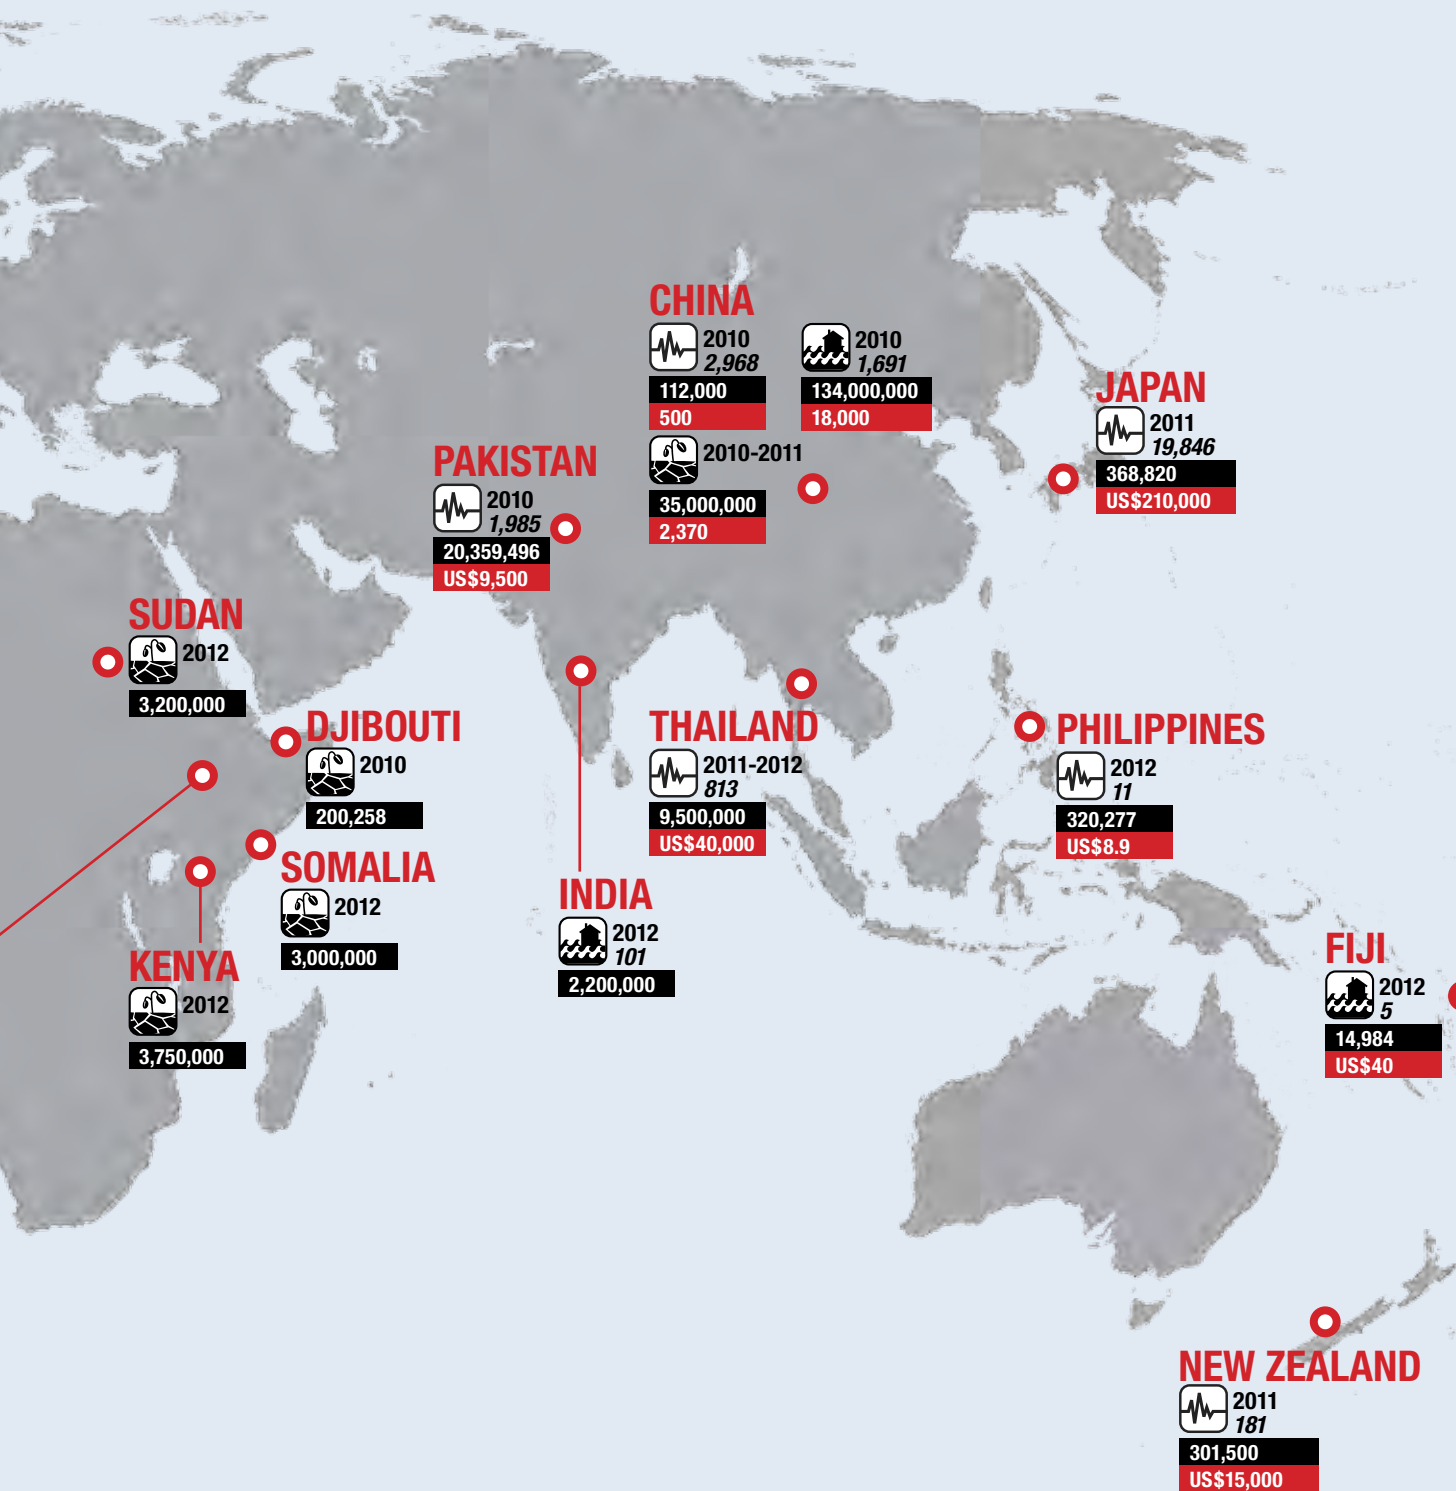 CHINA
2010
2,968
112,000
500
2010
1,691
134,000,000
18,000
2010-2011
35,000,000
2,370
JAPAN
2011
19,846
368,820
US$210,000
PAKISTAN
2010
1,985
20,359,496
US$9,500
SUDAN
2012
3,200,000
DJIBOUTI
2010
200,258
THAILAND
2011-2012
813
9,500,000
US$40,000
PHILIPPINES
2012
11
320,277
US$8.9
SOMALIA
2012
3,000,000
INDIA
2012
101
2,200,000
KENYA
2012
3,750,000
FIJI
2012
5
14,984
US$40
NEW ZEALAND
2011
181
301,500
US$15,000